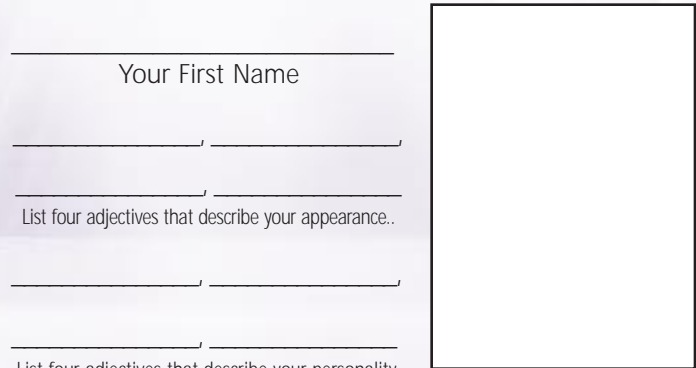 Your First Name
List four adjectives that describe your appearance..
List four adjectives that describe your personality